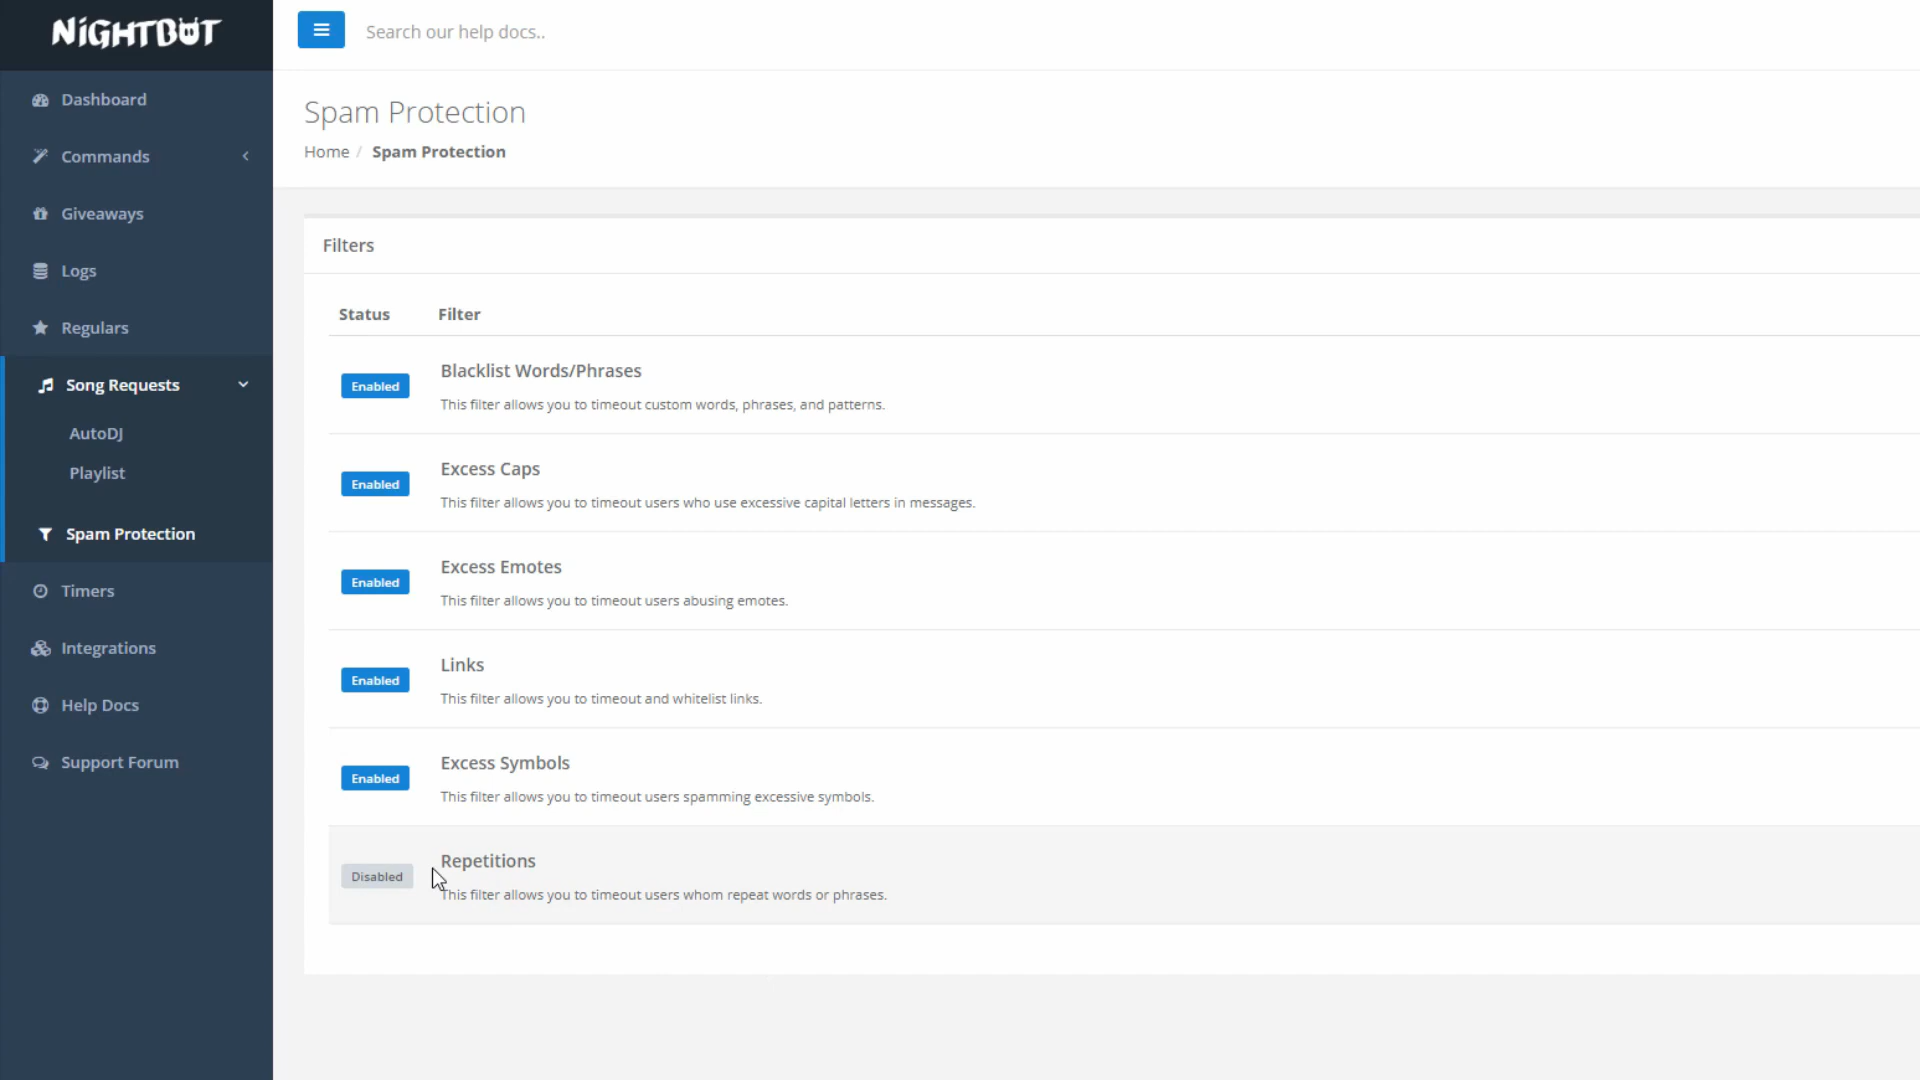 NiGHTBOT
Search our help docs..
Dashboard
Commands
Giveaways
Logs
Regulars
Song Requests
AutoDJ
Playlist
Spam Protection
Timers
Integrations
Help Docs
Support Forum
Spam Protection
Home / Spam Protection
Filters
Status Filter
Enabled Blacklist Words/Phrases
This filter allows you to timeout custom words, phrases, and patterns.
Enabled Excess Caps
This filter allows you to timeout users who use excessive capital letters in messages.
Enabled Excess Emotes
This filter allows you to timeout users abusing emotes.
Enabled Links
This filter allows you to timeout and whitelist links.
Enabled Excess Symbols
This filter allows you to timeout users spamming excessive symbols.
Disabled Repetitions
This filter allows you to timeout users whom repeat words or phrases.